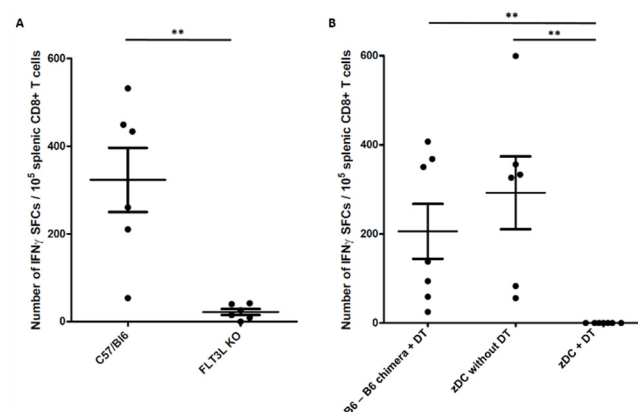 A
**
Number of IFNγ SFCs / 10⁵ splenic CD8+ T cells
600
400
200
0
C57/Bl6
FLT3L KO
B
**
**
Number of IFNγ SFCs / 10⁵ splenic CD8+ T cells
600
400
200
0
B6 – B6 chimera + DT
zDC without DT
zDC + DT